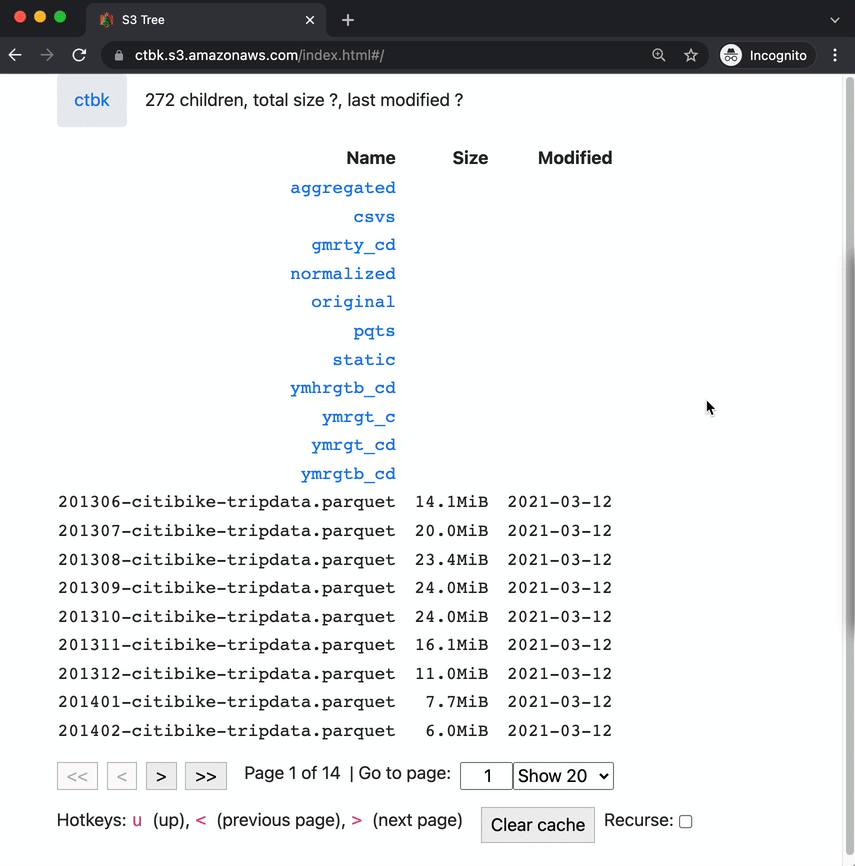 S3 Tree
ctbk.s3.amazonaws.com/index.html#/
Incognito
ctbk 272 children, total size ?, last modified ?
Name Size Modified
aggregated
csvs
gmrty_cd
normalized
original
pqts
static
ymhrgtb_cd
ymrgt_c
ymrgt_cd
ymrgtb_cd
201306-citibike-tripdata.parquet 14.1MiB 2021-03-12
201307-citibike-tripdata.parquet 20.0MiB 2021-03-12
201308-citibike-tripdata.parquet 23.4MiB 2021-03-12
201309-citibike-tripdata.parquet 24.0MiB 2021-03-12
201310-citibike-tripdata.parquet 24.0MiB 2021-03-12
201311-citibike-tripdata.parquet 16.1MiB 2021-03-12
201312-citibike-tripdata.parquet 11.0MiB 2021-03-12
201401-citibike-tripdata.parquet 7.7MiB 2021-03-12
201402-citibike-tripdata.parquet 6.0MiB 2021-03-12
<< < > >> Page 1 of 14 | Go to page: 1 Show 20
Hotkeys: u (up), < (previous page), > (next page) Clear cache Recurse: